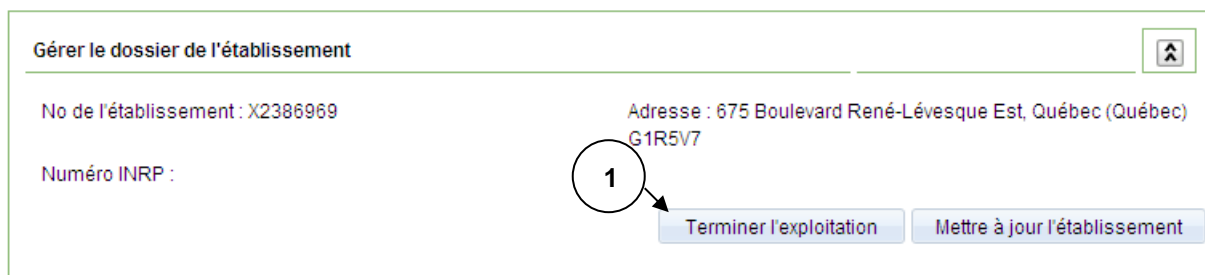 Gérer le dossier de l'établissement
No de l'établissement : X2386969
Adresse : 675 Boulevard René-Lévesque Est, Québec (Québec)
G1R5V7
Numéro INRP :
1
Terminer l'exploitation
Mettre à jour l'établissement